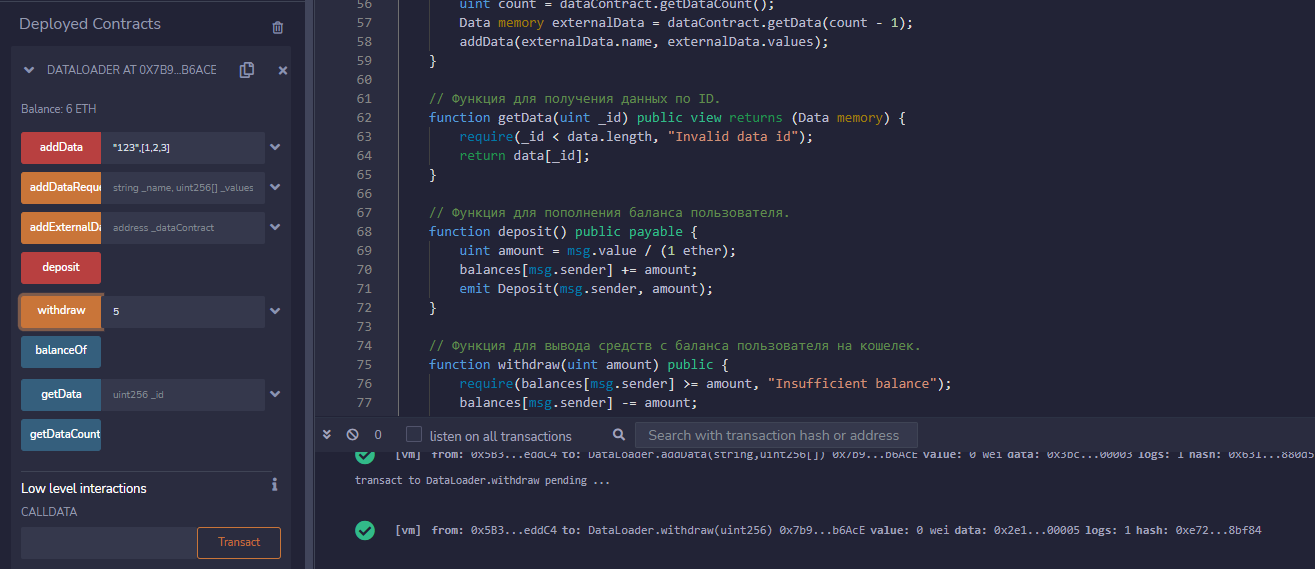 Deployed Contracts
DATALOADER AT 0X7B9...B6ACE
Balance: 6 ETH
addData "123",[1,2,3]
addDataReque string _name, uint256[] _values
addExternalDa address _dataContract
deposit
withdraw 5
balanceOf
getData uint256 _id
getDataCount
Low level interactions
CALLDATA
Transact
56 uint count = dataContract.getDataCount();
57 Data memory externalData = dataContract.getData(count - 1);
58 addData(externalData.name, externalData.values);
59 }
60
61 // Функция для получения данных по ID.
62 function getData(uint _id) public view returns (Data memory) {
63 require(_id < data.length, "Invalid data id");
64 return data[_id];
65 }
66
67 // Функция для пополнения баланса пользователя.
68 function deposit() public payable {
69 uint amount = msg.value / (1 ether);
70 balances[msg.sender] += amount;
71 emit Deposit(msg.sender, amount);
72 }
73
74 // Функция для вывода средств с баланса пользователя на кошелек.
75 function withdraw(uint amount) public {
76 require(balances[msg.sender] >= amount, "Insufficient balance");
77 balances[msg.sender] -= amount;
0 listen on all transactions Search with transaction hash or address
[vm] from: 0x5B3...eddC4 to: DataLoader.addData(string,uint256[]) 0x7b9...b6AcE value: 0 wei data: 0x3bc...00003 logs: 1 hash: 0x631...880d5
transact to DataLoader.withdraw pending ...
[vm] from: 0x5B3...eddC4 to: DataLoader.withdraw(uint256) 0x7b9...b6AcE value: 0 wei data: 0x2e1...00005 logs: 1 hash: 0xe72...8bf84